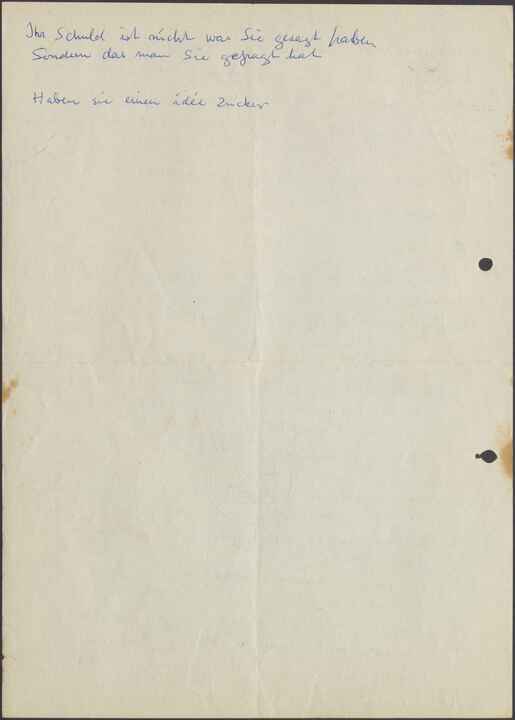 Ihr Schuld ist nicht was Sie gesagt haben
Sondern das man Sie gefragt hat
Haben sie einen idée Zucker